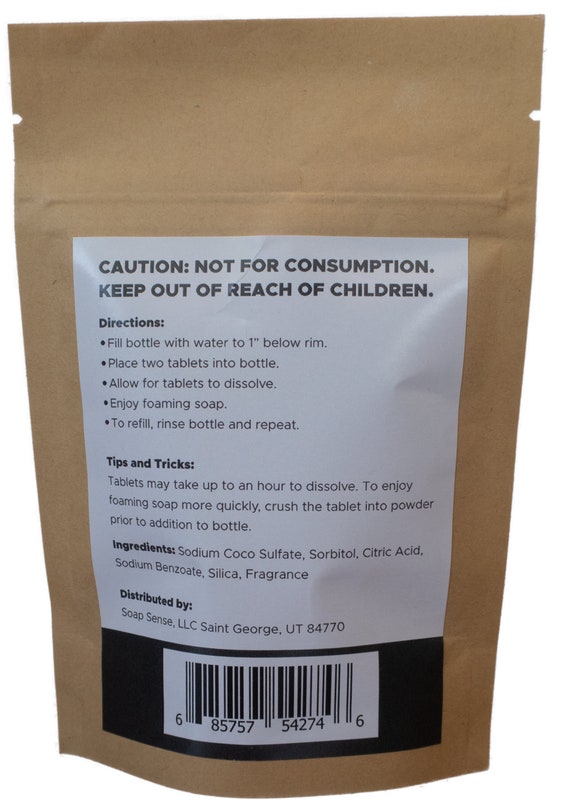 CAUTION: NOT FOR CONSUMPTION.
KEEP OUT OF REACH OF CHILDREN.
Directions:
•Fill bottle with water to 1" below rim.
•Place two tablets into bottle.
•Allow for tablets to dissolve.
•Enjoy foaming soap.
•To refill, rinse bottle and repeat.
Tips and Tricks:
Tablets may take up to an hour to dissolve. To enjoy
foaming soap more quickly, crush the tablet into powder
prior to addition to bottle.
Ingredients: Sodium Coco Sulfate, Sorbitol, Citric Acid,
Sodium Benzoate, Silica, Fragrance
Distributed by:
Soap Sense, LLC Saint George, UT 84770
6 85757 54274 6